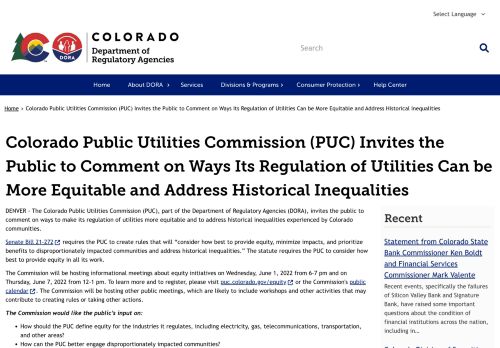 Select Language
COLORADO
Department of
Regulatory Agencies
DORA
Search
Home
About DORA
Services
Divisions & Programs
Consumer Protection
Help Center
Home > Colorado Public Utilities Commission (PUC) Invites the Public to Comment on Ways Its Regulation of Utilities Can be More Equitable and Address Historical Inequalities
Colorado Public Utilities Commission (PUC) Invites the
Public to Comment on Ways Its Regulation of Utilities Can be
More Equitable and Address Historical Inequalities
DENVER - The Colorado Public Utilities Commission (PUC), part of the Department of Regulatory Agencies (DORA), invites the public to
comment on ways to make its regulation of utilities more equitable and to address historical inequalities experienced by Colorado
communities.
Senate Bill 21-272 requires the PUC to create rules that will "consider how best to provide equity, minimize impacts, and prioritize
benefits to disproportionately impacted communities and address historical inequalities." The statute requires the PUC to consider how
best to provide equity in all its work.
The Commission will be hosting informational meetings about equity initiatives on Wednesday, June 1, 2022 from 6-7 pm and on
Thursday, June 7, 2022 from 12-1 pm. To learn more and to register, please visit puc.colorado.gov/equity or the Commission's public
calendar. The Commission will be hosting other public meetings, which are likely to include workshops and other activities that may
contribute to creating rules or taking other actions.
The Commission would like the public's input on:
• How should the PUC define equity for the industries it regulates, including electricity, gas, telecommunications, transportation,
and other areas?
• How can the PUC better engage disproportionately impacted communities?
Recent
Statement from Colorado State
Bank Commissioner Ken Boldt
and Financial Services
Commissioner Mark Valente
Recent events, specifically the failures
of Silicon Valley Bank and Signature
Bank, have raised some important
questions about the condition of
financial institutions across the nation,
including in...